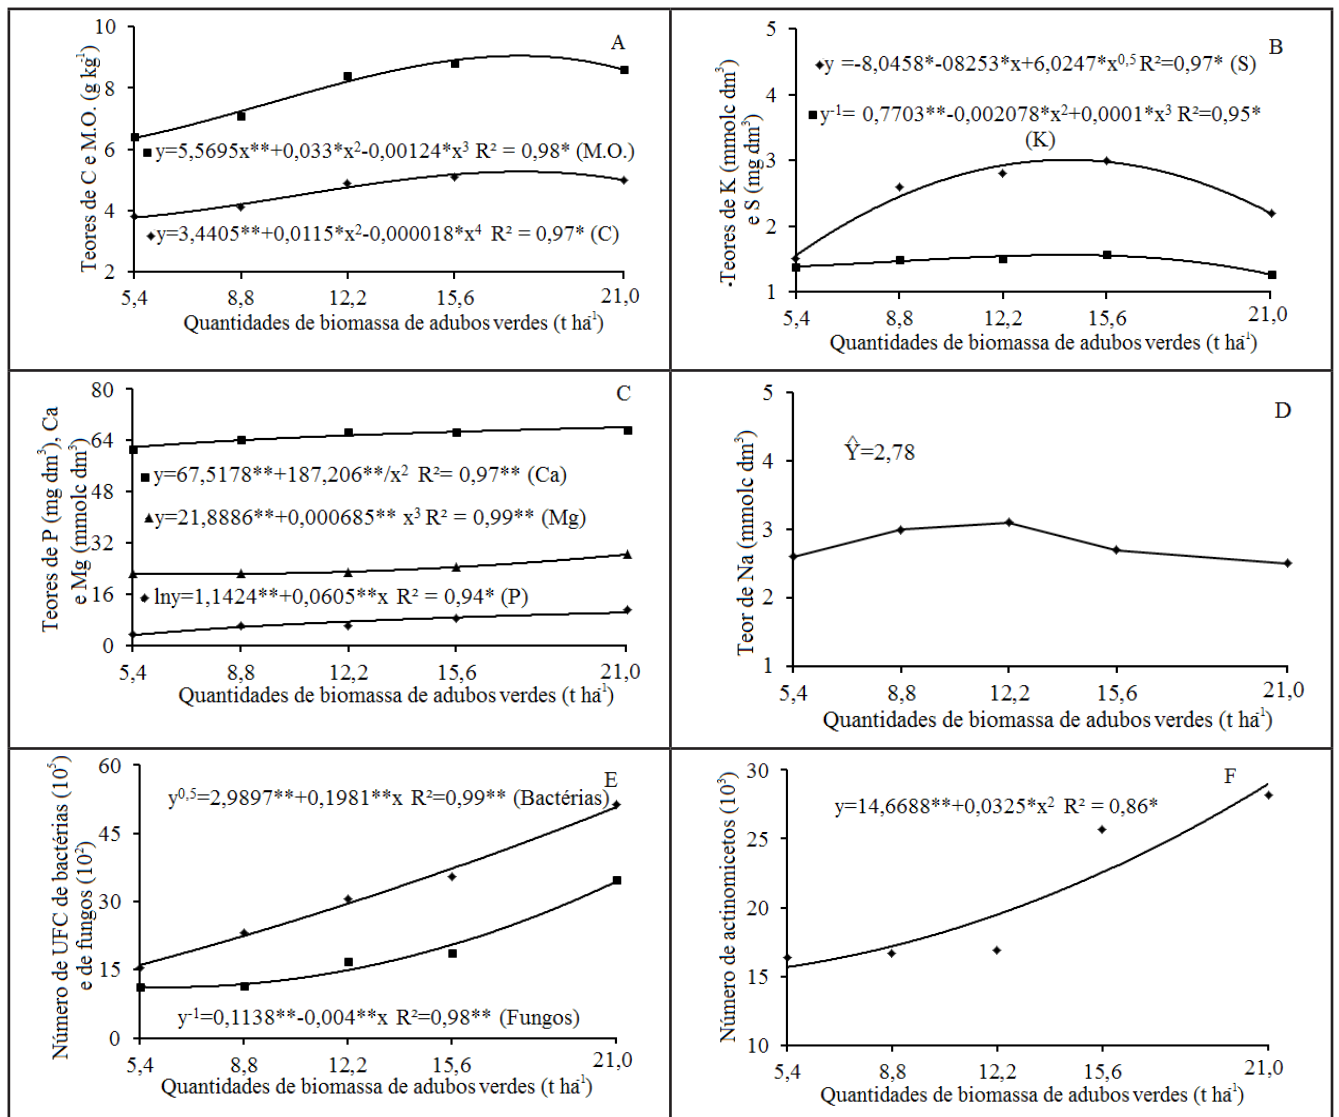 A
Teores de C e M.O. (g kg-1)
10
8
6
4
2
■y=5,5695x**+0,033*x²-0,00124*x³ R² = 0,98* (M.O.)
♦y=3,4405**+0,0115*x²-0,000018*x⁴ R² = 0,97* (C)
5,4 8,8 12,2 15,6 21,0
Quantidades de biomassa de adubos verdes (t ha-1)
B
-Teores de K (mmolc dm3)
e S (mg dm3)
5
4
3
2
1
♦y =-8,0458*-08253*x+6,0247*x0,5 R²=0,97* (S)
■y-1= 0,7703**-0,002078*x²+0,0001*x³ R²=0,95*
(K)
5,4 8,8 12,2 15,6 21,0
Quantidades de biomassa de adubos verdes (t ha-1)
C
Teores de P (mg dm3), Ca
e Mg (mmolc dm3)
80
64
48
32
16
0
■y=67,5178**+187,206**/x² R²= 0,97** (Ca)
▲y=21,8886**+0,000685** x³ R² = 0,99** (Mg)
♦ lny=1,1424**+0,0605**x R² = 0,94* (P)
5,4 8,8 12,2 15,6 21,0
Quantidades de biomassa de adubos verdes (t ha-1)
D
Teor de Na (mmolc dm3)
5
4
3
2
1
Ŷ=2,78
5,4 8,8 12,2 15,6 21,0
Quantidades de biomassa de adubos verdes (t ha-1)
E
Número de UFC de bactérias (10⁵)
e de fungos (10²)
60
45
30
15
0
y0,5=2,9897**+0,1981**x R²=0,99** (Bactérias)
y-1=0,1138**-0,004**x R²=0,98** (Fungos)
5,4 8,8 12,2 15,6 21,0
Quantidades de biomassa de adubos verdes (t ha-1)
F
Número de actinomicetos (10³)
30
25
20
15
10
y=14,6688**+0,0325*x² R² = 0,86*
5,4 8,8 12,2 15,6 21,0
Quantidades de biomassa de adubos verdes (t ha-1)